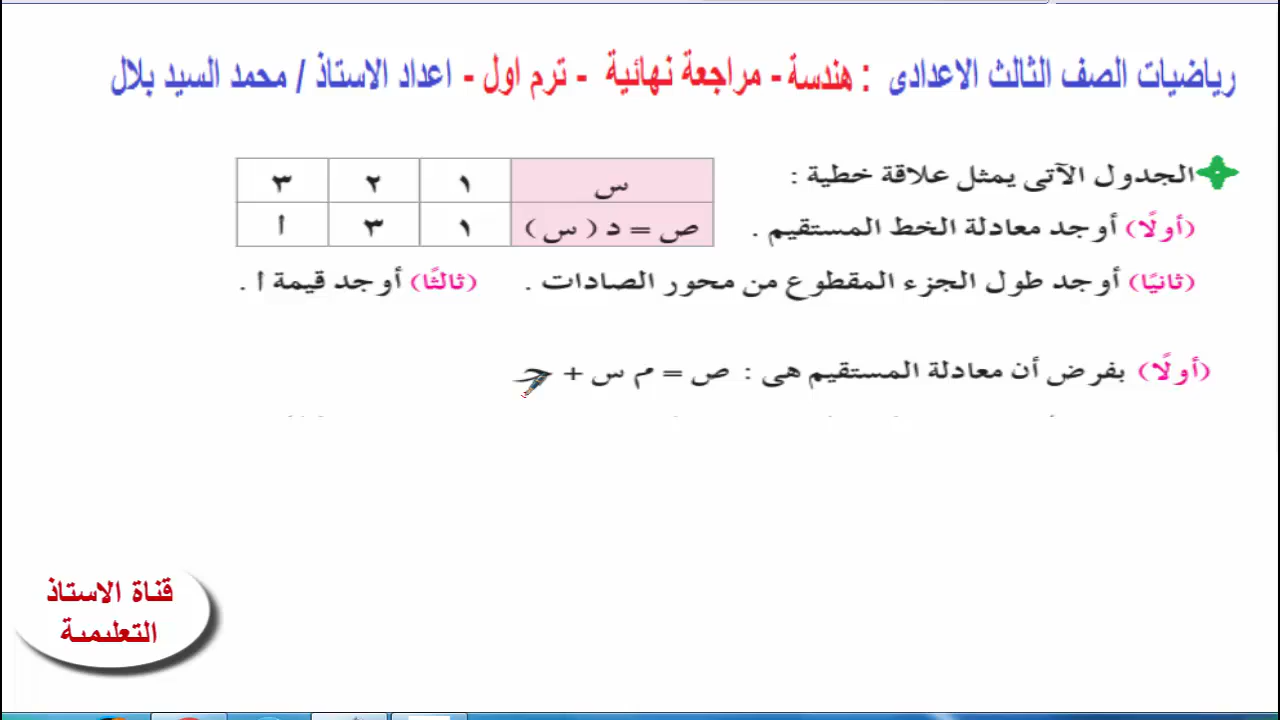 رياضيات الصف الثالث الاعدادى : هندسة - مراجعة نهائية - ترم اول - اعداد الاستاذ / محمد السيد بلال
الجدول الآتى يمثل علاقة خطية :
س ١ ٢ ٣
ص = د ( س ) ١ ٣ ا
(أولًا) أوجد معادلة الخط المستقيم .
(ثانيًا) أوجد طول الجزء المقطوع من محور الصادات . (ثالثًا) أوجد قيمة ا .
(أولًا) بفرض أن معادلة المستقيم هى : ص = م س + حـ
قناة الاستاذ
التعليمية